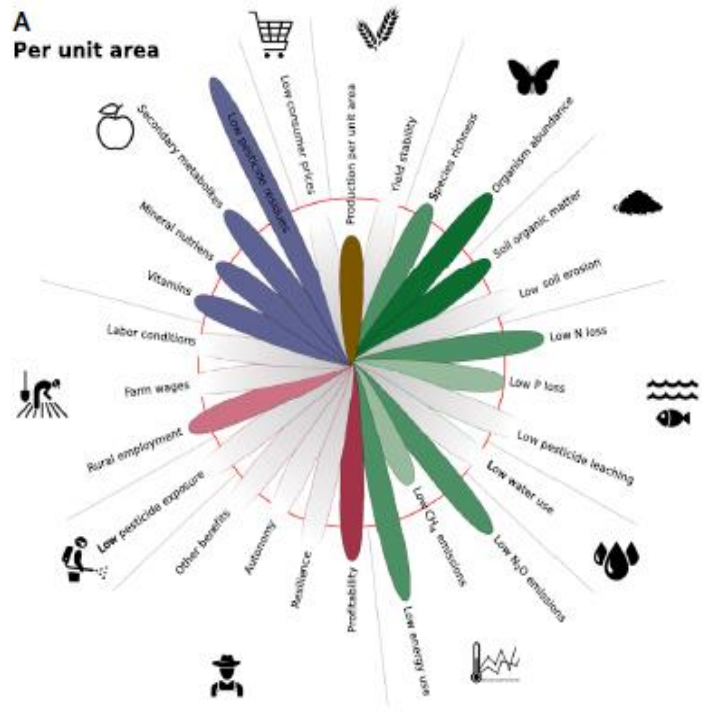 A
Per unit area
Low consumer prices
Production per unit area
Yield stability
Species richness
Organism abundance
Soil organic matter
Low soil erosion
Low N loss
Low P loss
Low pesticide leaching
Low water use
Low N₂O emissions
Low CH₄ emissions
Low energy use
Profitability
Resilience
Autonomy
Other benefits
Low pesticide exposure
Rural employment
Farm wages
Labor conditions
Vitamins
Mineral nutriens
Secondary metabolites
Low pesticide residues